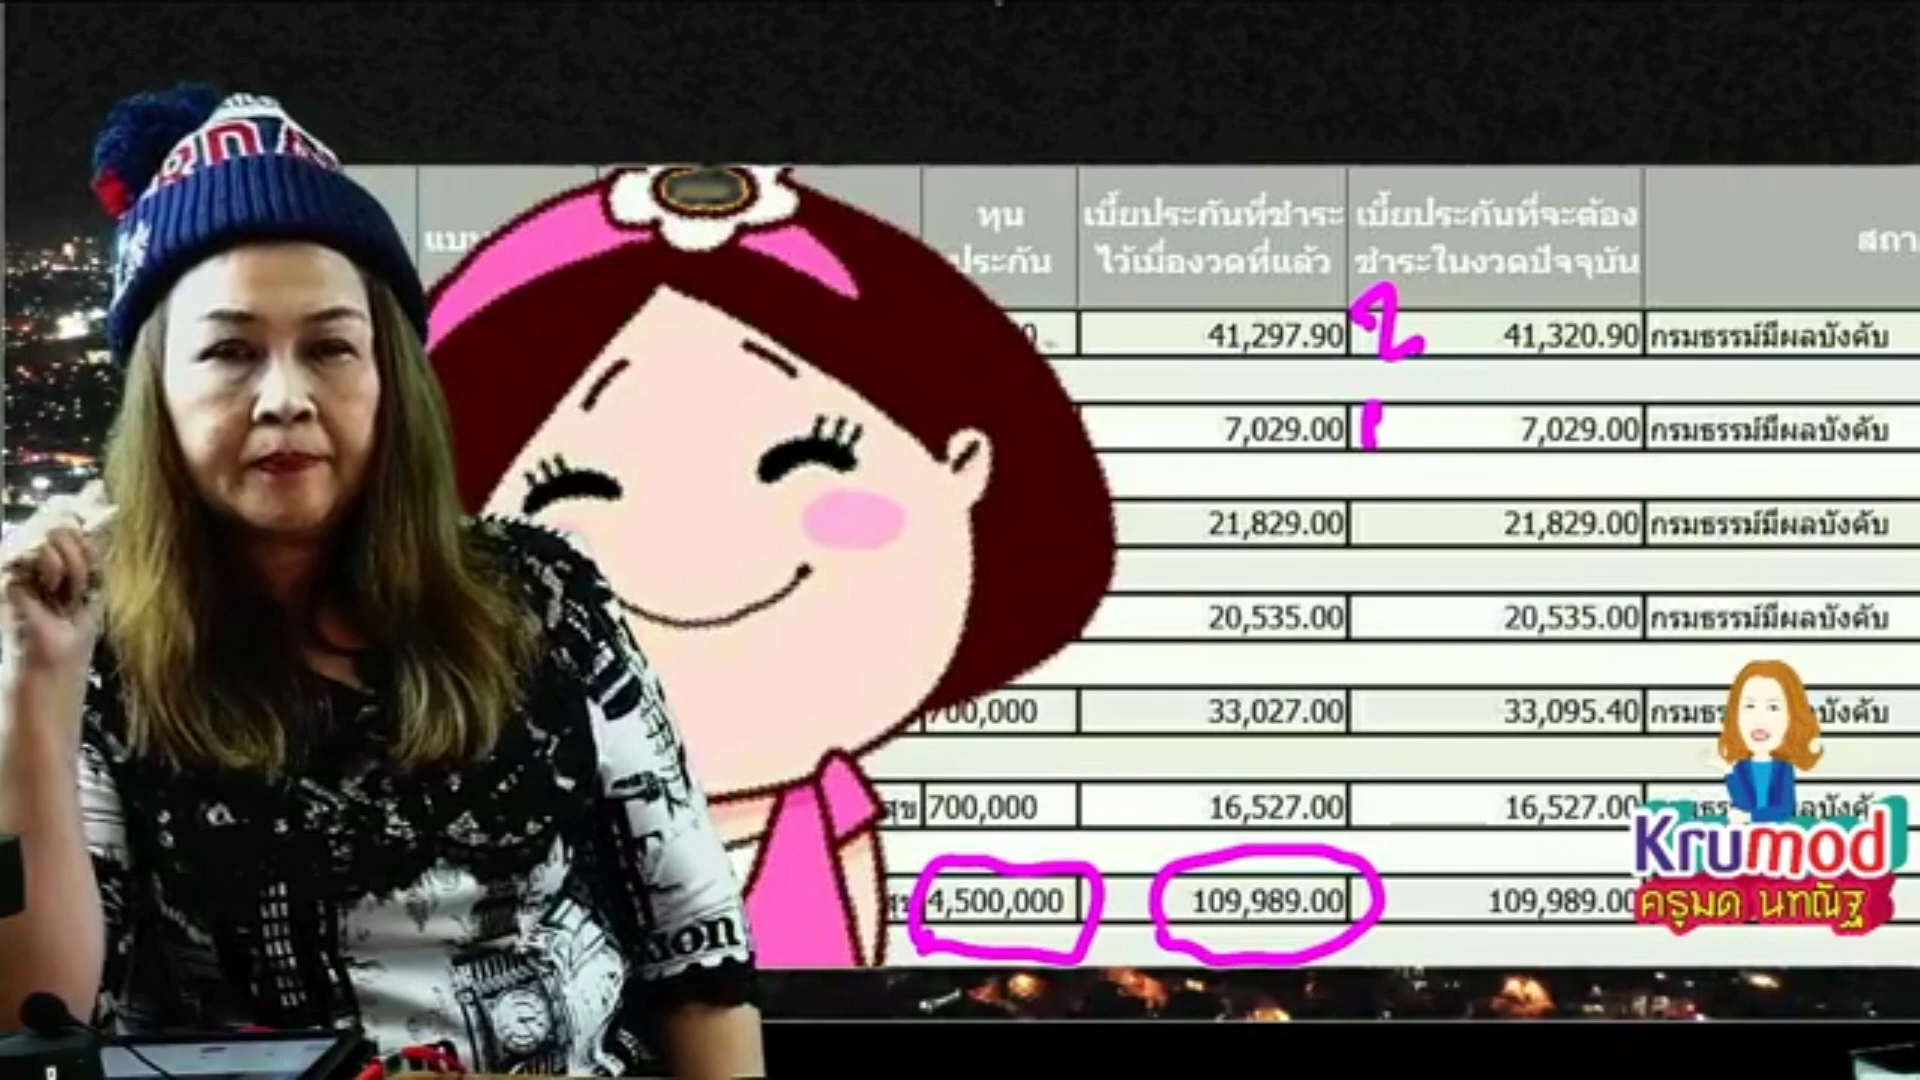 ทุน
ประกัน
เบี้ยประกันที่ชำระ
ไว้เมื่องวดที่แล้ว
เบี้ยประกันที่จะต้อง
ชำระในงวดปัจจุบัน
41,297.90 2 41,320.90 กรมธรรม์มีผลบังคับ
7,029.00 1 7,029.00 กรมธรรม์มีผลบังคับ
21,829.00 21,829.00 กรมธรรม์มีผลบังคับ
20,535.00 20,535.00 กรมธรรม์มีผลบังคับ
700,000 33,027.00 33,095.40
700,000 16,527.00 16,527.00
4,500,000 109,989.00 109,989.00
Krumod
ครูมด นทณัฐ